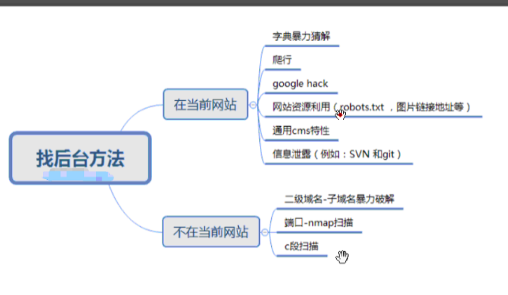 找后台方法
在当前网站
字典暴力猜解
爬行
google hack
网站资源利用（robots.txt ，图片链接地址等）
通用cms特性
信息泄露（例如：SVN 和git）
不在当前网站
二级域名-子域名暴力破解
端口-nmap扫描
c段扫描